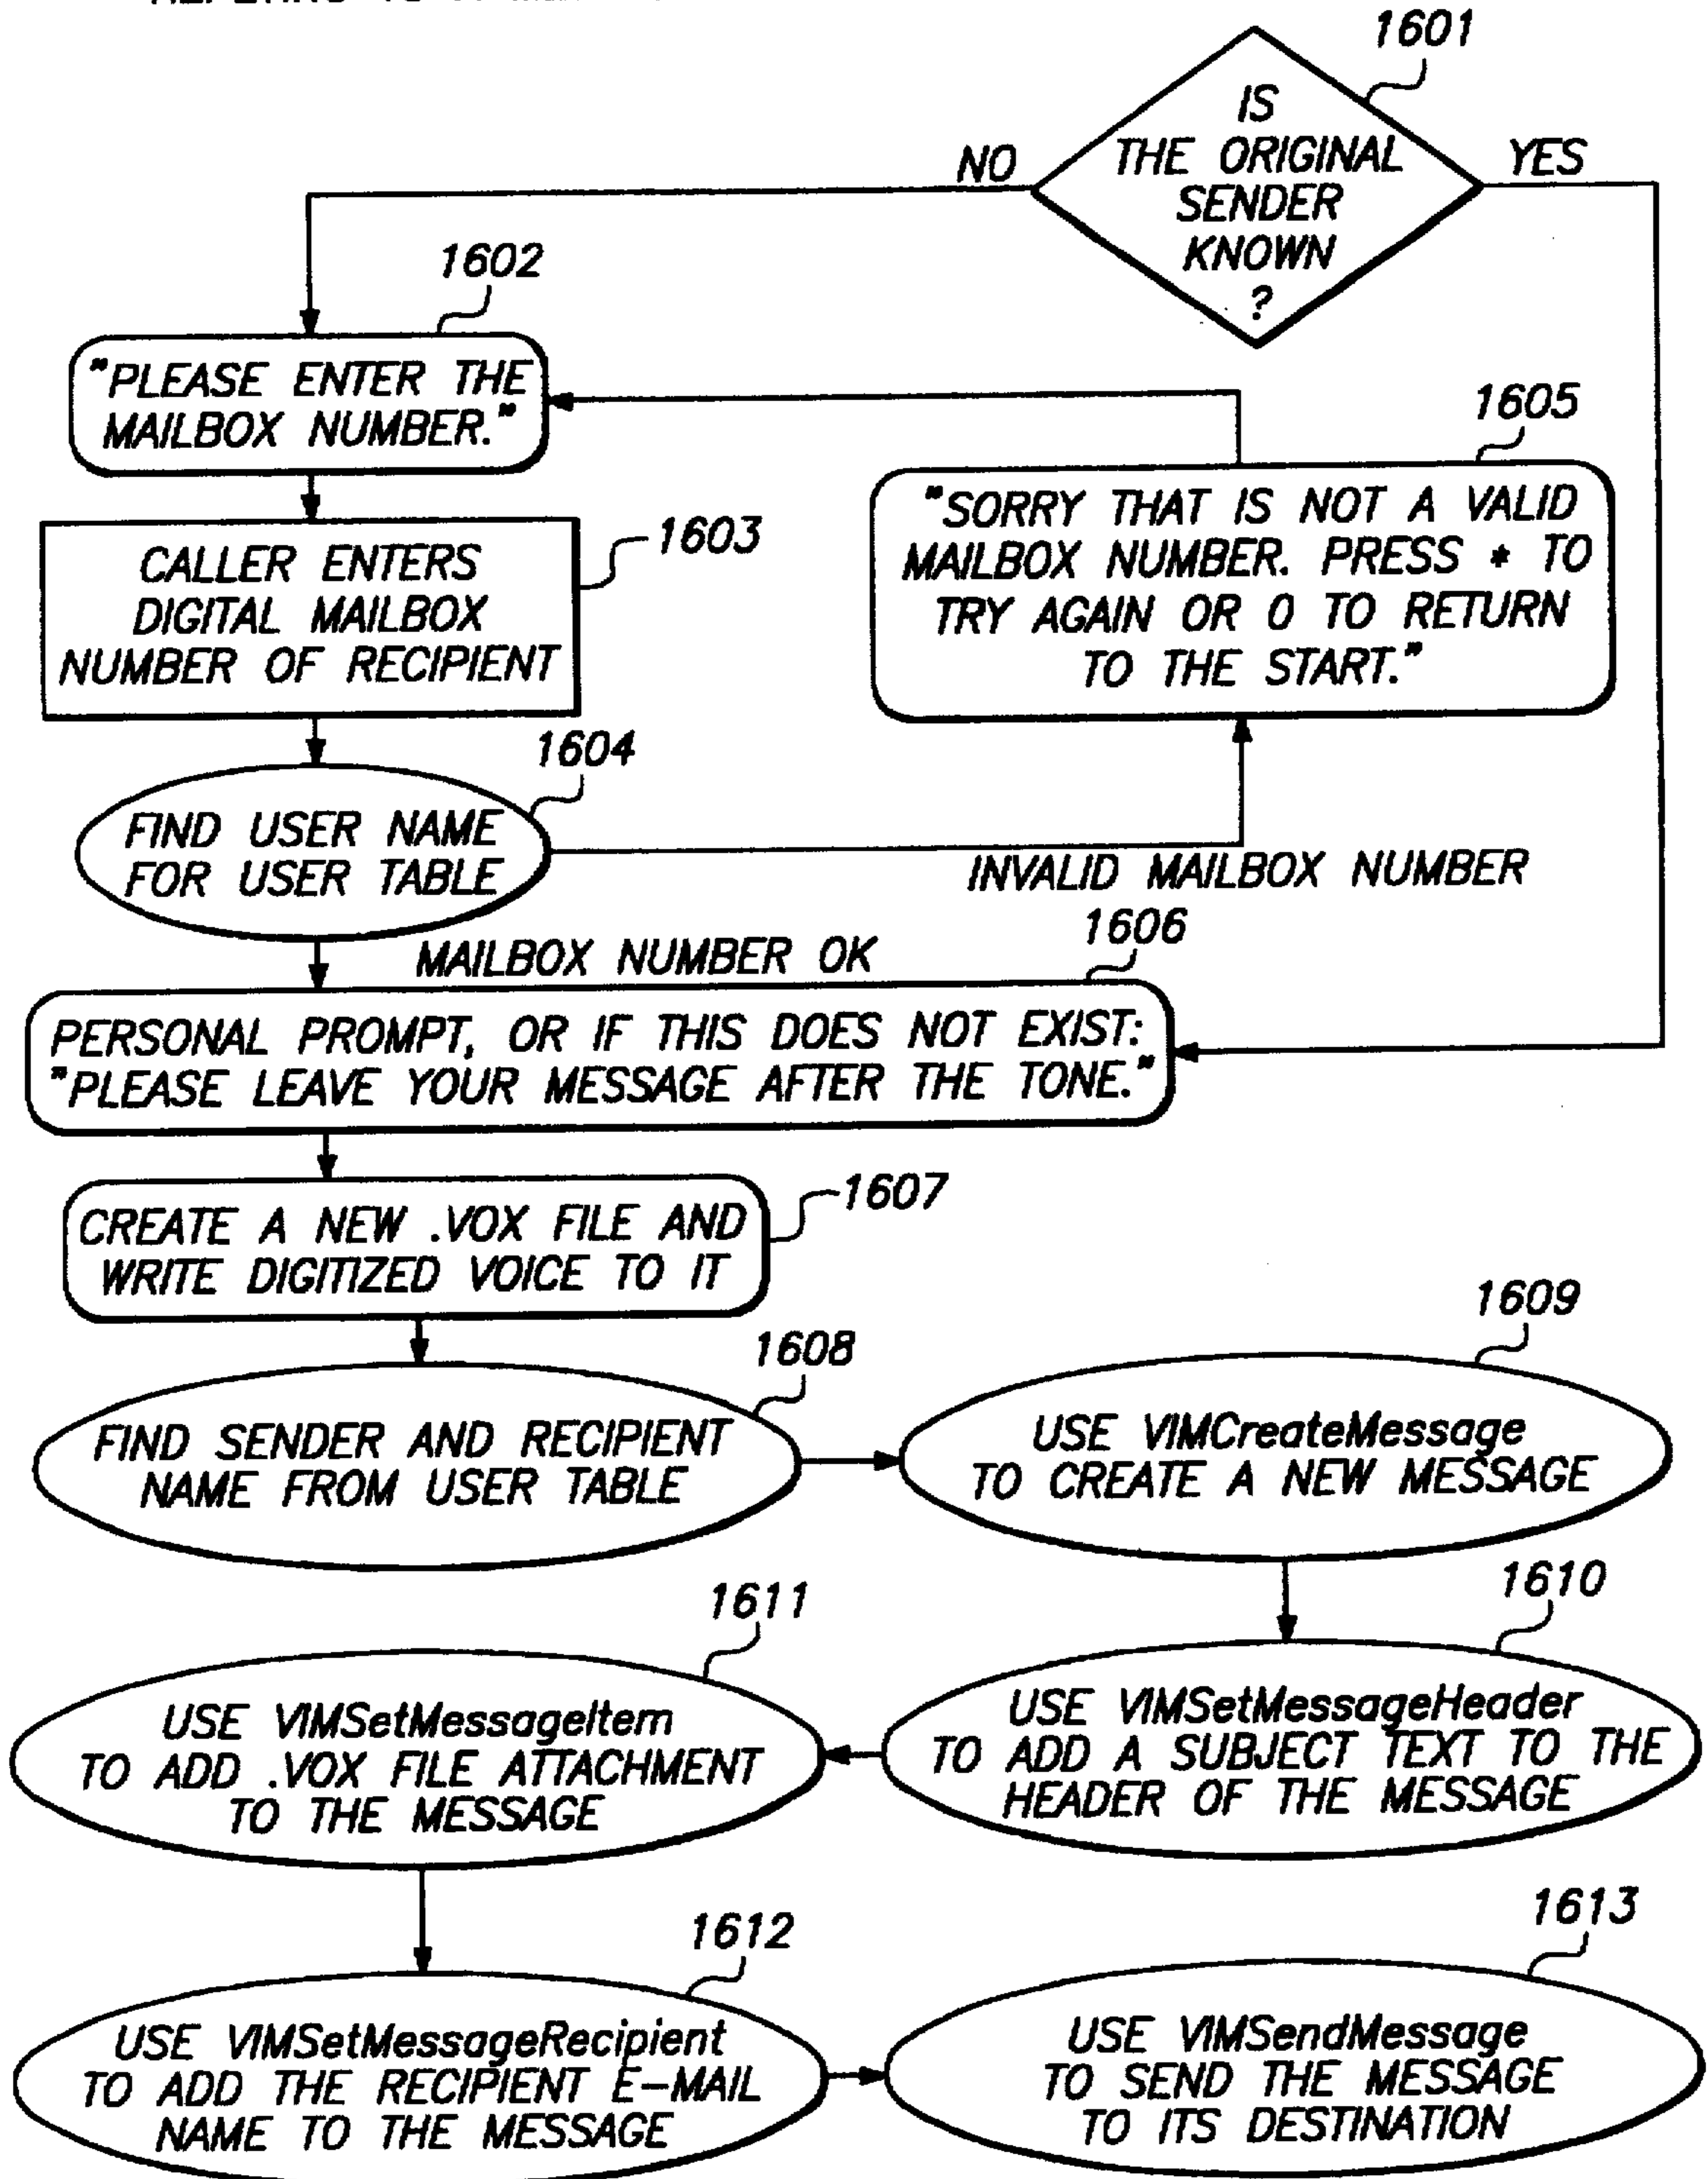 1601
IS
THE ORIGINAL
SENDER
KNOWN
?
NO
YES
1602
"PLEASE ENTER THE
MAILBOX NUMBER."
1603
CALLER ENTERS
DIGITAL MAILBOX
NUMBER OF RECIPIENT
1605
"SORRY THAT IS NOT A VALID
MAILBOX NUMBER. PRESS * TO
TRY AGAIN OR 0 TO RETURN
TO THE START."
1604
FIND USER NAME
FOR USER TABLE
INVALID MAILBOX NUMBER
MAILBOX NUMBER OK
1606
PERSONAL PROMPT, OR IF THIS DOES NOT EXIST:
"PLEASE LEAVE YOUR MESSAGE AFTER THE TONE."
1607
CREATE A NEW .VOX FILE AND
WRITE DIGITIZED VOICE TO IT
1608
FIND SENDER AND RECIPIENT
NAME FROM USER TABLE
1609
USE VIMCreateMessage
TO CREATE A NEW MESSAGE
1610
USE VIMSetMessageHeader
TO ADD A SUBJECT TEXT TO THE
HEADER OF THE MESSAGE
1611
USE VIMSetMessageItem
TO ADD .VOX FILE ATTACHMENT
TO THE MESSAGE
1612
USE VIMSetMessageRecipient
TO ADD THE RECIPIENT E-MAIL
NAME TO THE MESSAGE
1613
USE VIMSendMessage
TO SEND THE MESSAGE
TO ITS DESTINATION